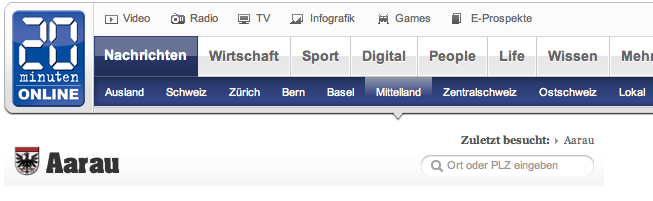 Video Radio TV Infografik Games E-Prospekte
20
minuten
ONLINE
Nachrichten Wirtschaft Sport Digital People Life Wissen Mehr
Ausland Schweiz Zürich Bern Basel Mittelland Zentralschweiz Ostschweiz Lokal
Zuletzt besucht: Aarau
Aarau
Ort oder PLZ eingeben